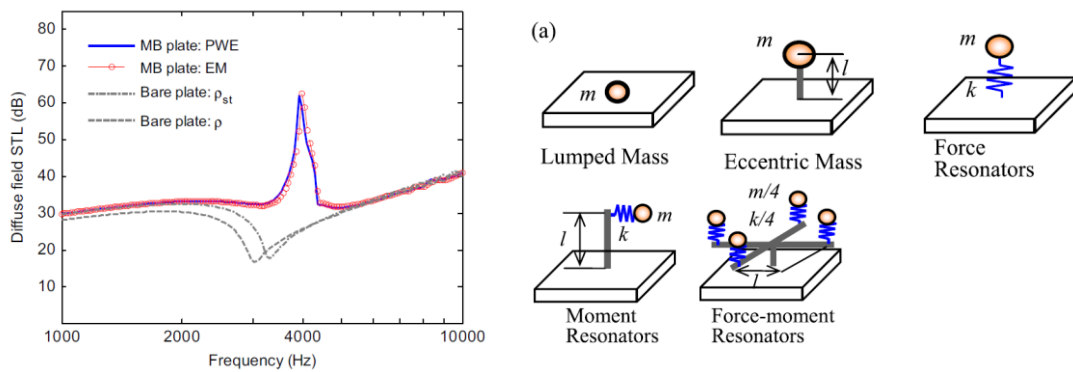 80
70
60
50
40
30
20
10
0
Diffuse field STL (dB)
MB plate: PWE
MB plate: EM
Bare plate: ρst
Bare plate: ρ
1000
2000
4000
10000
Frequency (Hz)
(a)
m
Lumped Mass
m
l
Eccentric Mass
m
k
Force
Resonators
l
k
m
Moment
Resonators
m/4
k/4
l
Force-moment
Resonators